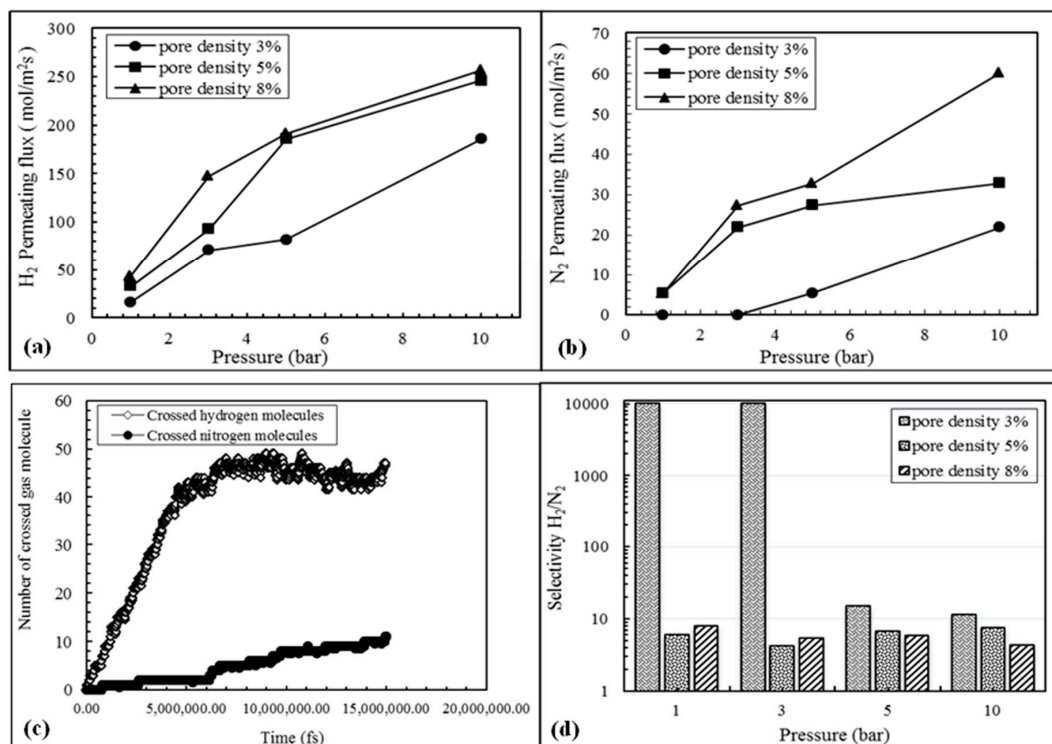 300
250
200
150
100
50
0
H₂ Permeating flux ( mol/m²s)
pore density 3%
pore density 5%
pore density 8%
0 2 4 6 8 10
Pressure (bar)
(a)
70
60
50
40
30
20
10
0
N₂ Permeating flux ( mol/m²s)
pore density 3%
pore density 5%
pore density 8%
0 2 4 6 8 10
Pressure (bar)
(b)
60
50
40
30
20
10
0
Number of crossed gas molecule
Crossed hydrogen molecules
Crossed nitrogen molecules
0.00 5,000,000.00 10,000,000.00 15,000,000.00 20,000,000.00
Time (fs)
(c)
10000
1000
100
10
1
Selectivity H₂/N₂
pore density 3%
pore density 5%
pore density 8%
1 3 5 10
Pressure (bar)
(d)